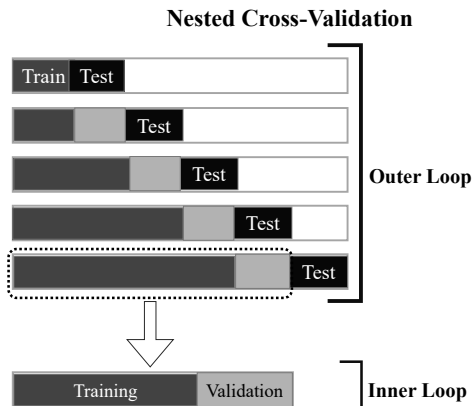 Nested Cross-Validation
Train Test
Test
Test
Outer Loop
Test
Test
Training Validation Inner Loop